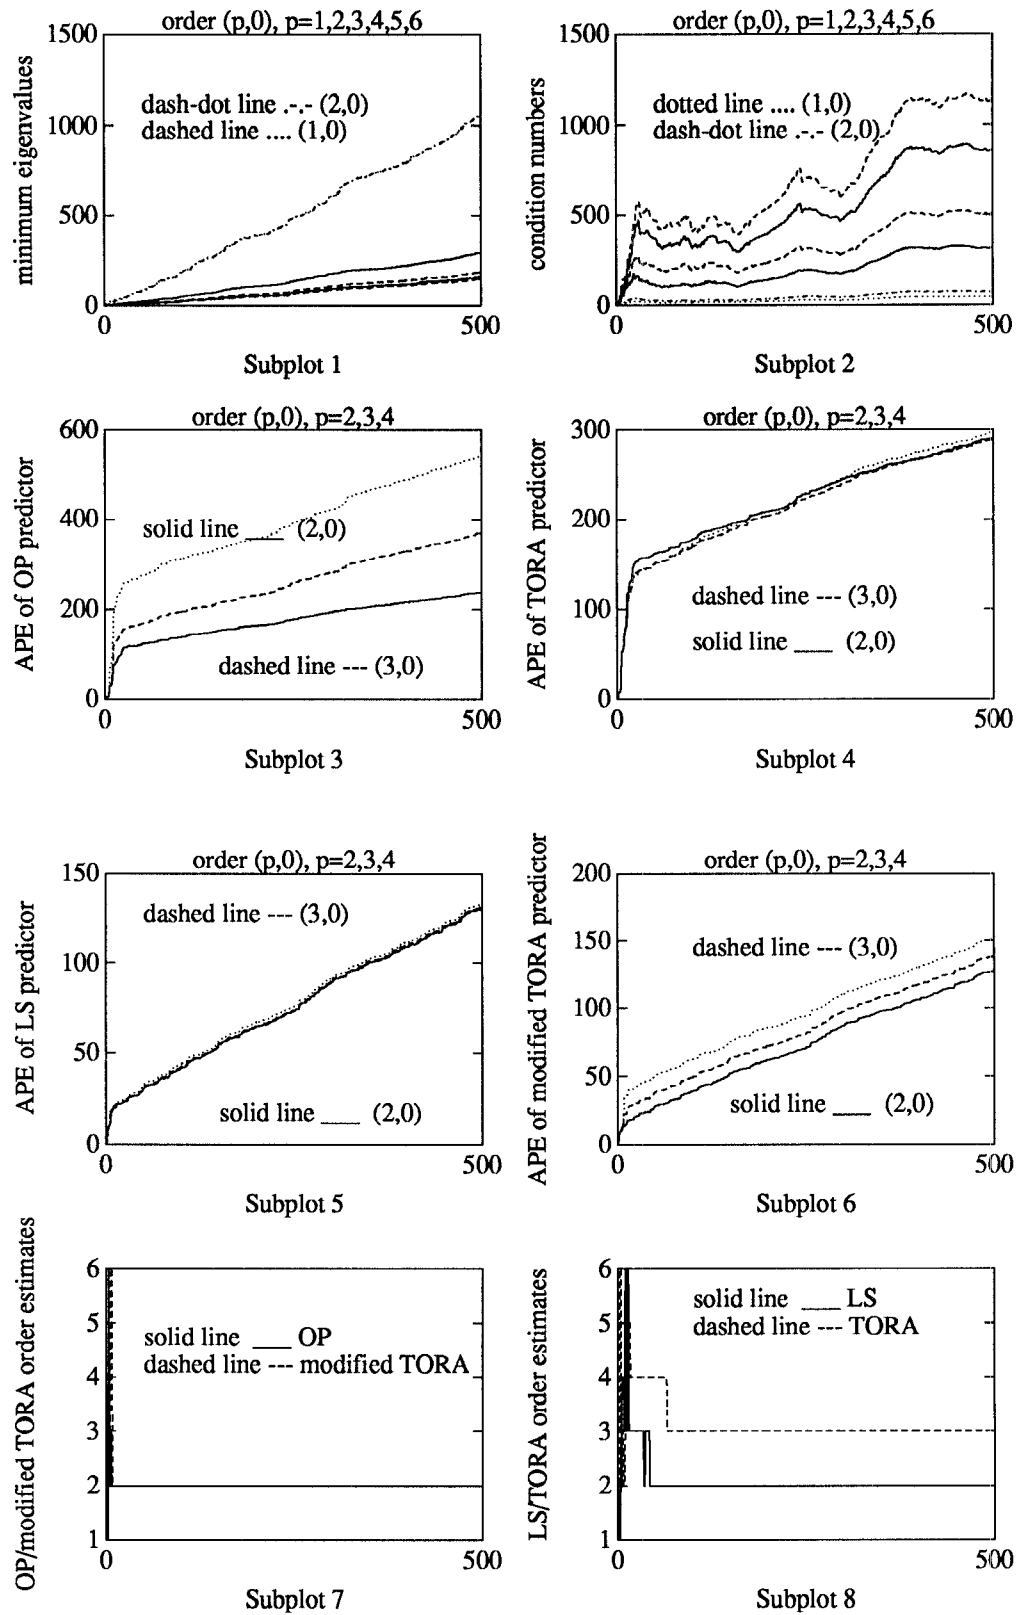 order (p,0), p=1,2,3,4,5,6
minimum eigenvalues
1500
1000
500
0
dash-dot line .-.- (2,0)
dashed line .... (1,0)
0
500
Subplot 1
order (p,0), p=1,2,3,4,5,6
condition numbers
1500
1000
500
0
dotted line .... (1,0)
dash-dot line .-.- (2,0)
0
500
Subplot 2
order (p,0), p=2,3,4
APE of OP predictor
600
400
200
0
solid line ___ (2,0)
dashed line --- (3,0)
0
500
Subplot 3
order (p,0), p=2,3,4
APE of TORA predictor
300
200
100
0
dashed line --- (3,0)
solid line ___ (2,0)
0
500
Subplot 4
order (p,0), p=2,3,4
APE of LS predictor
150
100
50
0
dashed line --- (3,0)
solid line ___ (2,0)
0
500
Subplot 5
order (p,0), p=2,3,4
APE of modified TORA predictor
200
150
100
50
0
dashed line --- (3,0)
solid line ___ (2,0)
0
500
Subplot 6
OP/modified TORA order estimates
6
5
4
3
2
1
solid line ___ OP
dashed line --- modified TORA
0
500
Subplot 7
LS/TORA order estimates
6
5
4
3
2
1
solid line ___ LS
dashed line --- TORA
0
500
Subplot 8